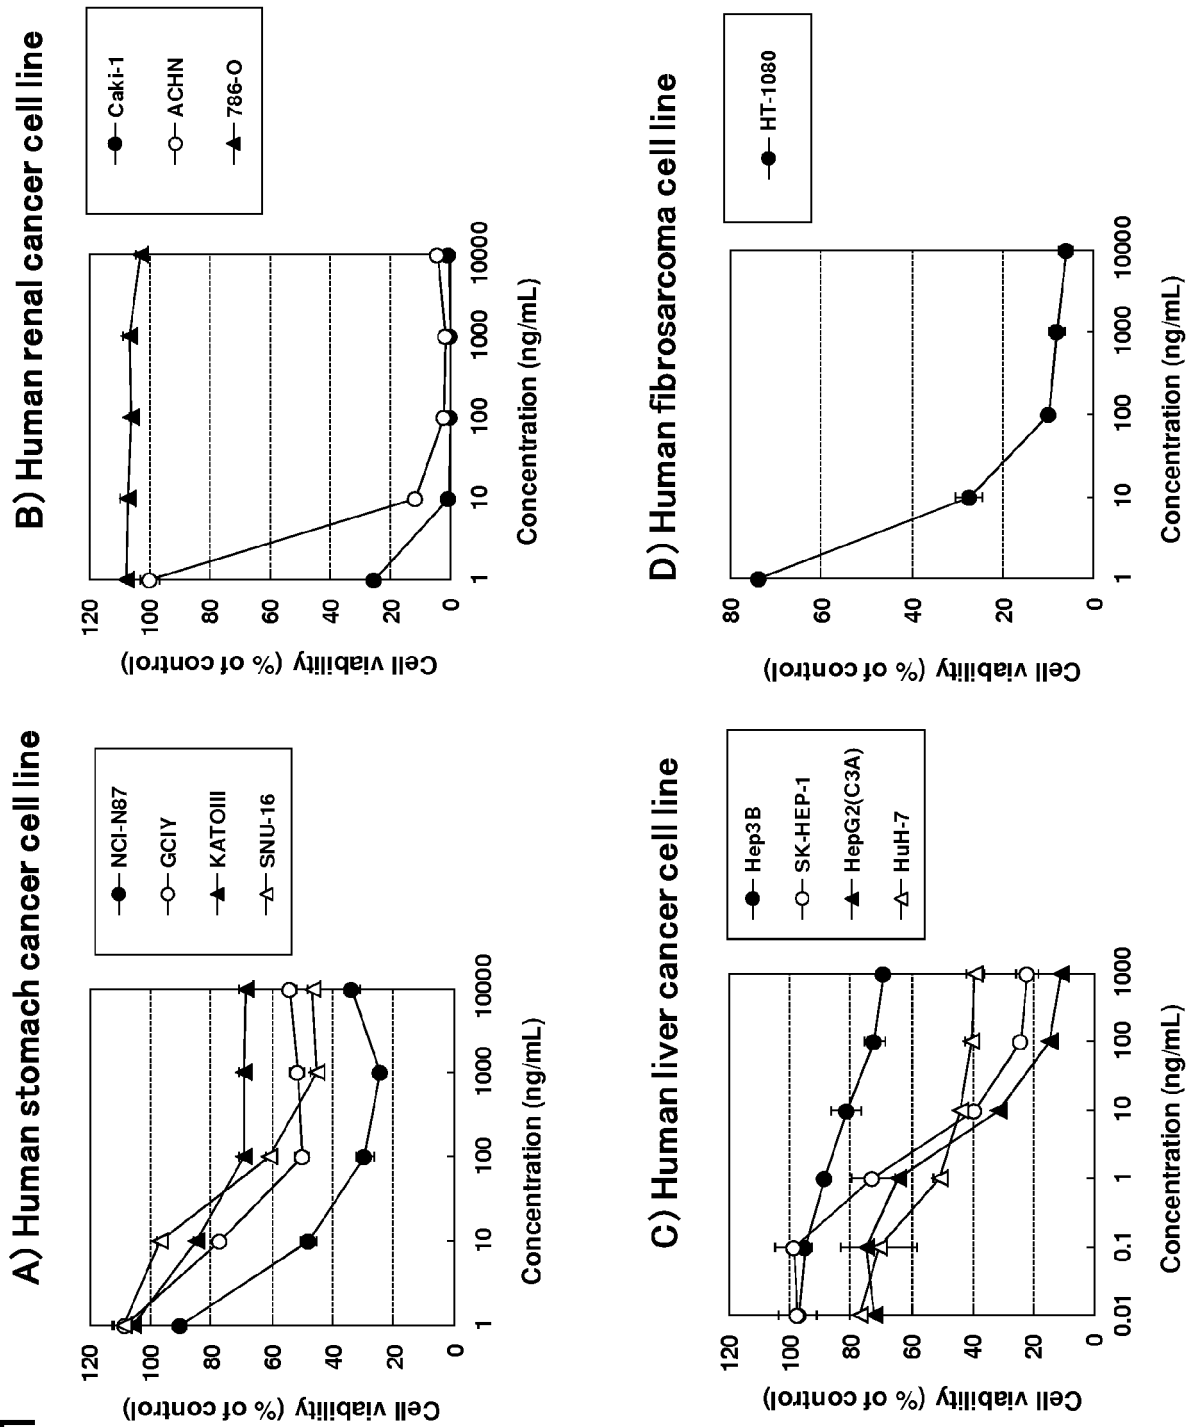 A) Human stomach cancer cell line
Cell viability (% of control)
120
100
80
60
40
20
0
1 10 100 1000 10000
Concentration (ng/mL)
NCI-N87
GCIY
KATOIII
SNU-16
B) Human renal cancer cell line
Cell viability (% of control)
120
100
80
60
40
20
0
1 10 100 1000 10000
Concentration (ng/mL)
Caki-1
ACHN
786-O
C) Human liver cancer cell line
Cell viability (% of control)
120
100
80
60
40
20
0
0.01 0.1 1 10 100 1000
Concentration (ng/mL)
Hep3B
SK-HEP-1
HepG2(C3A)
HuH-7
D) Human fibrosarcoma cell line
Cell viability (% of control)
80
60
40
20
0
1 10 100 1000 10000
Concentration (ng/mL)
HT-1080